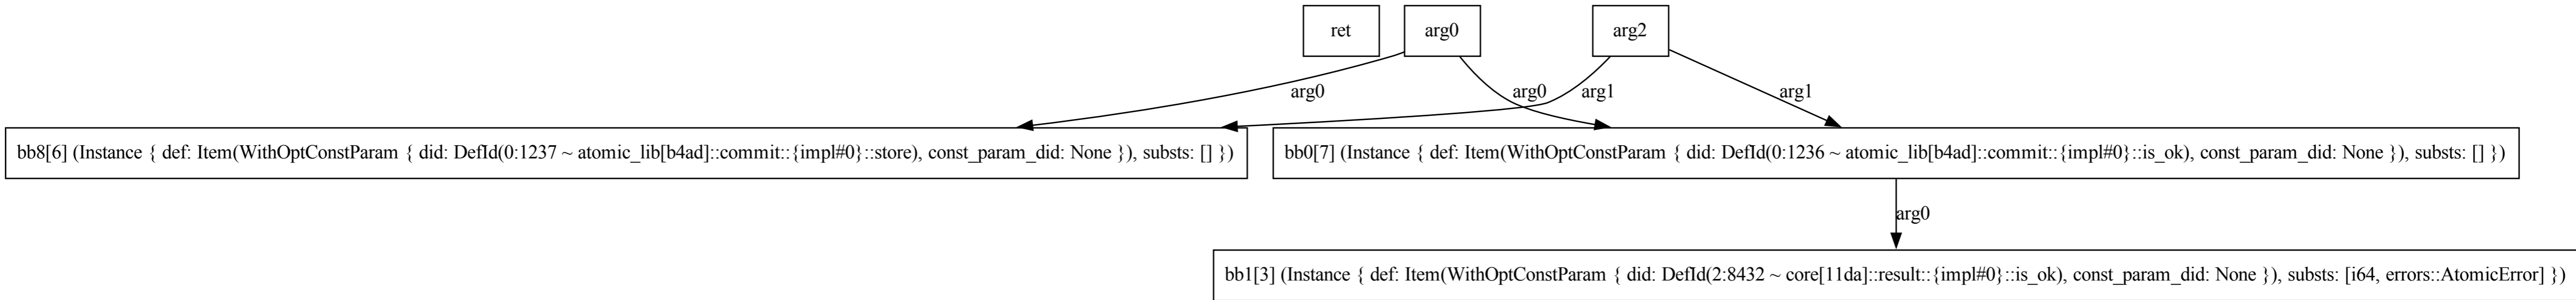 ret
arg0
arg2
arg0
arg0
arg1
arg1
bb8[6] (Instance { def: Item(WithOptConstParam { did: DefId(0:1237 ~ atomic_lib[b4ad]::commit::{impl#0}::store), const_param_did: None }), substs: [] })
bb0[7] (Instance { def: Item(WithOptConstParam { did: DefId(0:1236 ~ atomic_lib[b4ad]::commit::{impl#0}::is_ok), const_param_did: None }), substs: [] })
arg0
bb1[3] (Instance { def: Item(WithOptConstParam { did: DefId(2:8432 ~ core[11da]::result::{impl#0}::is_ok), const_param_did: None }), substs: [i64, errors::AtomicError] })